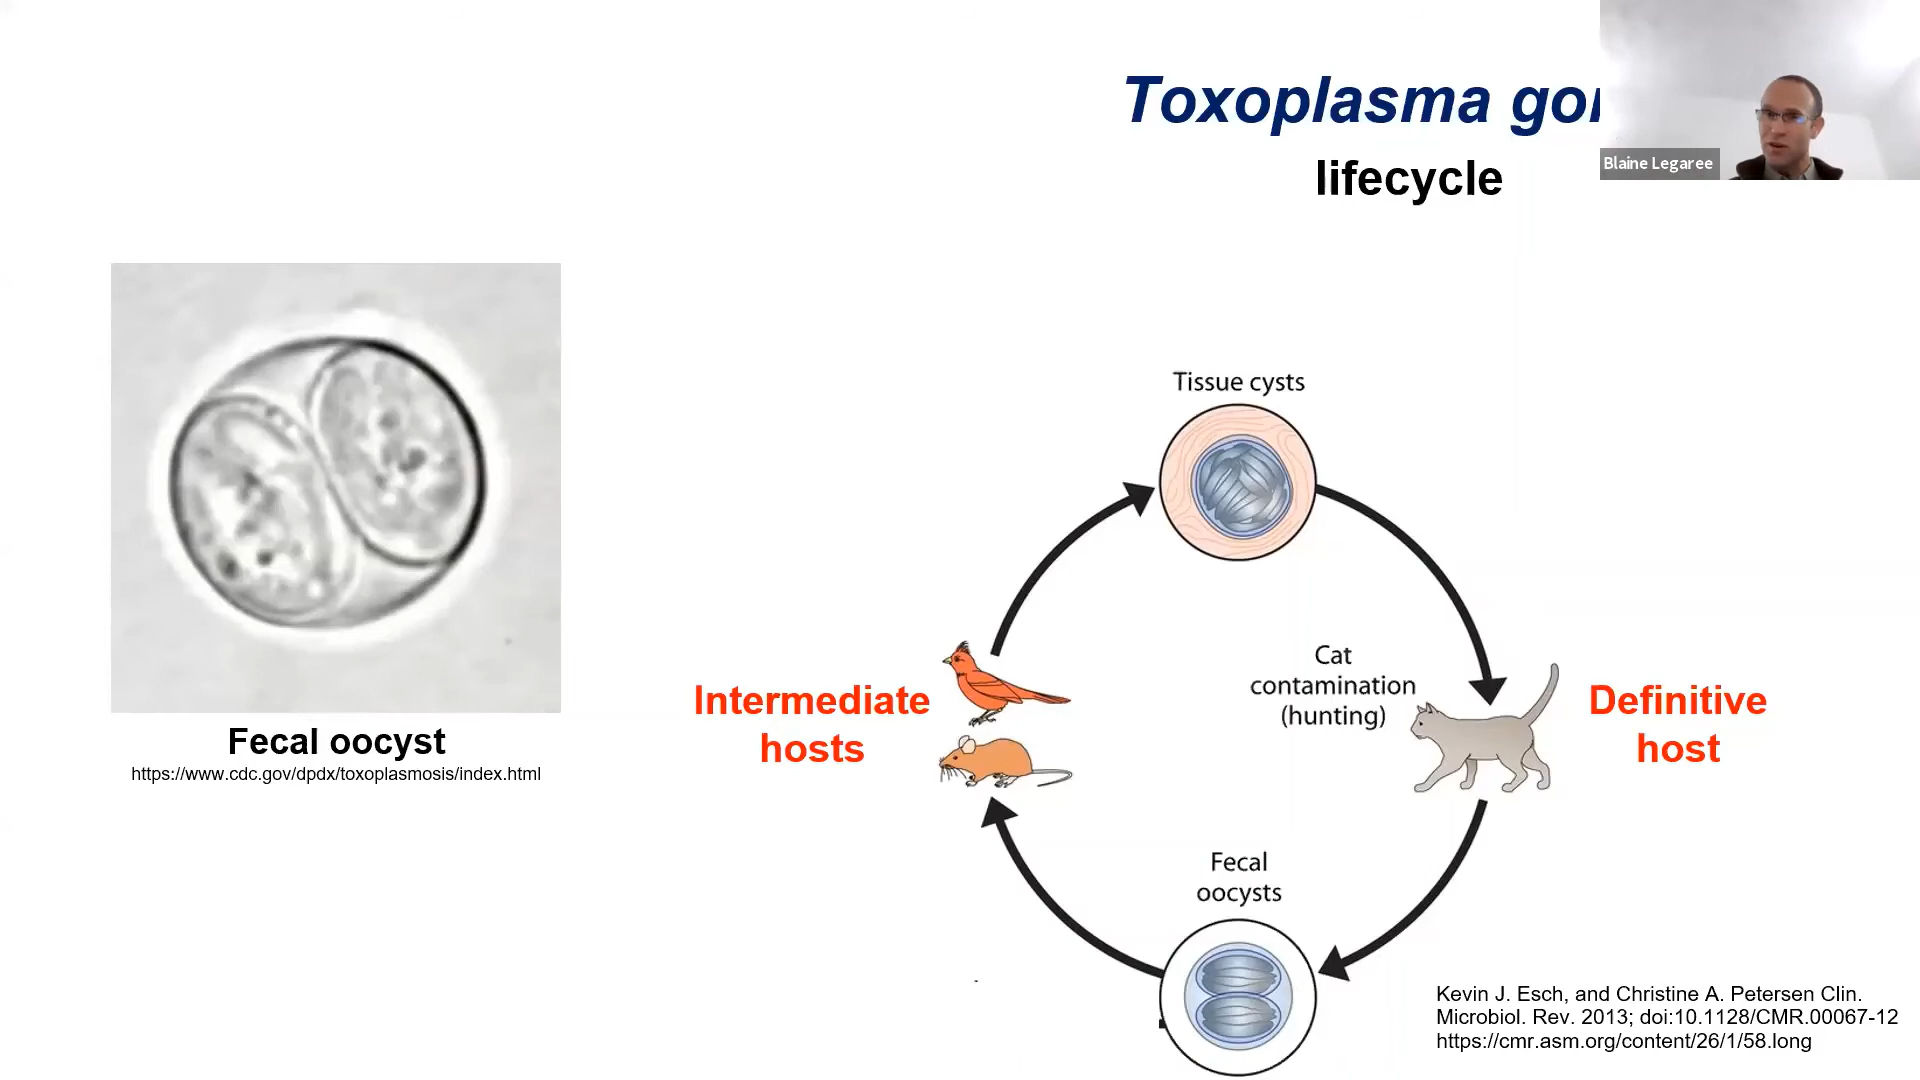 Toxoplasma gon
lifecycle
Blaine Legaree
Fecal oocyst
https://www.cdc.gov/dpdx/toxoplasmosis/index.html
Tissue cysts
Intermediate
hosts
Cat
contamination
(hunting)
Definitive
host
Fecal
oocysts
Kevin J. Esch, and Christine A. Petersen Clin.
Microbiol. Rev. 2013; doi:10.1128/CMR.00067-12
https://cmr.asm.org/content/26/1/58.long